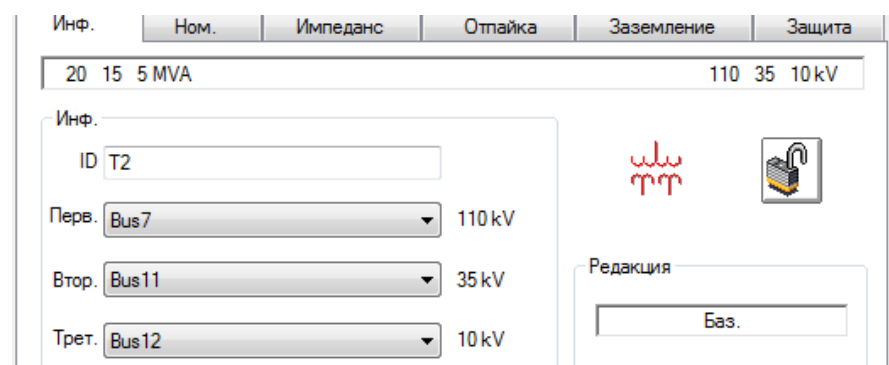 Инф. Ном. Импеданс Отпайка Заземление Защита
20 15 5 MVA 110 35 10 kV
Инф.
ID T2
Перв. Bus7 110 kV
Втор. Bus11 35 kV
Редакция
Баз.
Трет. Bus12 10 kV